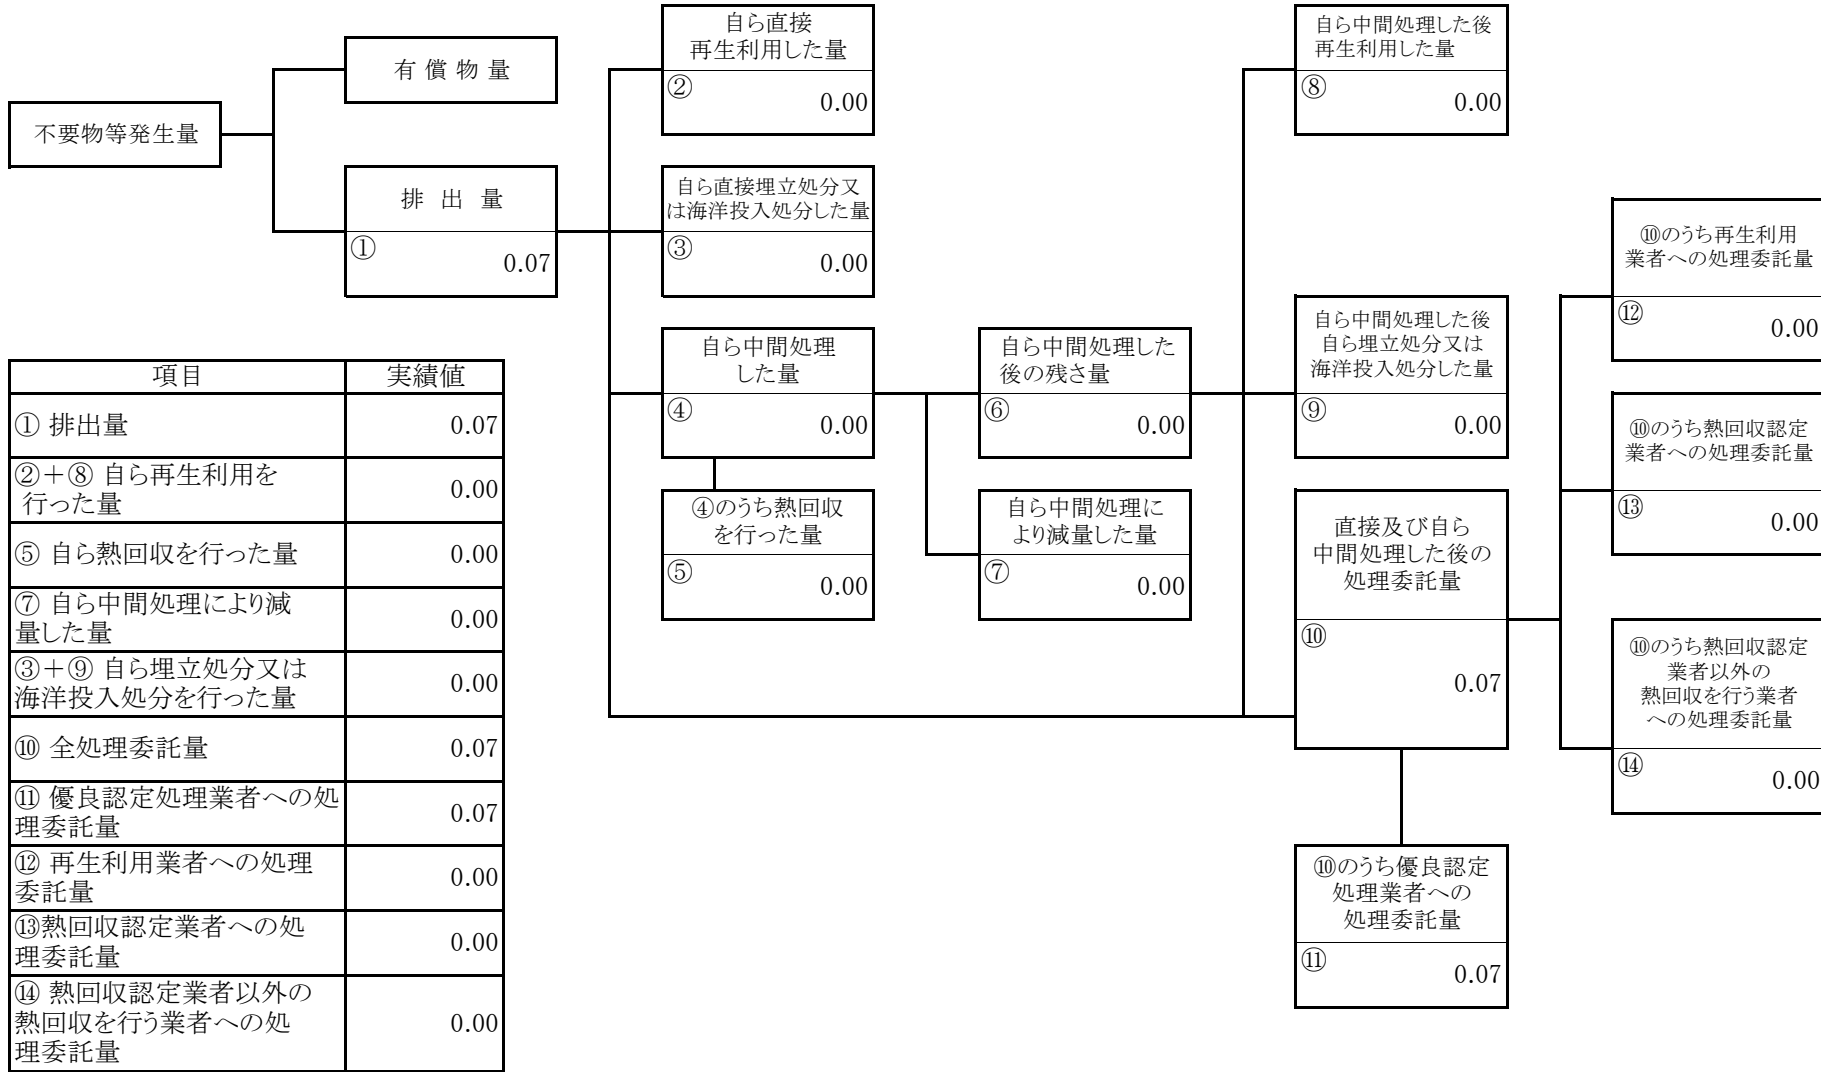 不要物等発生量
有 償 物 量
排 出 量
①
0.07
自ら直接
再生利用した量
②
0.00
自ら直接埋立処分又
は海洋投入処分した量
③
0.00
自ら中間処理
した量
④
0.00
④のうち熱回収
を行った量
⑤
0.00
自ら中間処理した
後の残さ量
⑥
0.00
自ら中間処理に
より減量した量
⑦
0.00
自ら中間処理した後
再生利用した量
⑧
0.00
自ら中間処理した後
自ら埋立処分又は
海洋投入処分した量
⑨
0.00
直接及び自ら
中間処理した後の
処理委託量
⑩
0.07
⑩のうち優良認定
処理業者への
処理委託量
⑪
0.07
⑩のうち再生利用
業者への処理委託量
⑫
0.00
⑩のうち熱回収認定
業者への処理委託量
⑬
0.00
⑩のうち熱回収認定
業者以外の
熱回収を行う業者
への処理委託量
⑭
0.00
項目 実績値
① 排出量 0.07
②＋⑧ 自ら再生利用を
行った量 0.00
⑤ 自ら熱回収を行った量 0.00
⑦ 自ら中間処理により減
量した量 0.00
③＋⑨ 自ら埋立処分又は
海洋投入処分を行った量 0.00
⑩ 全処理委託量 0.07
⑪ 優良認定処理業者への処
理委託量 0.07
⑫ 再生利用業者への処理
委託量 0.00
⑬熱回収認定業者への処
理委託量 0.00
⑭ 熱回収認定業者以外の
熱回収を行う業者への処
理委託量 0.00